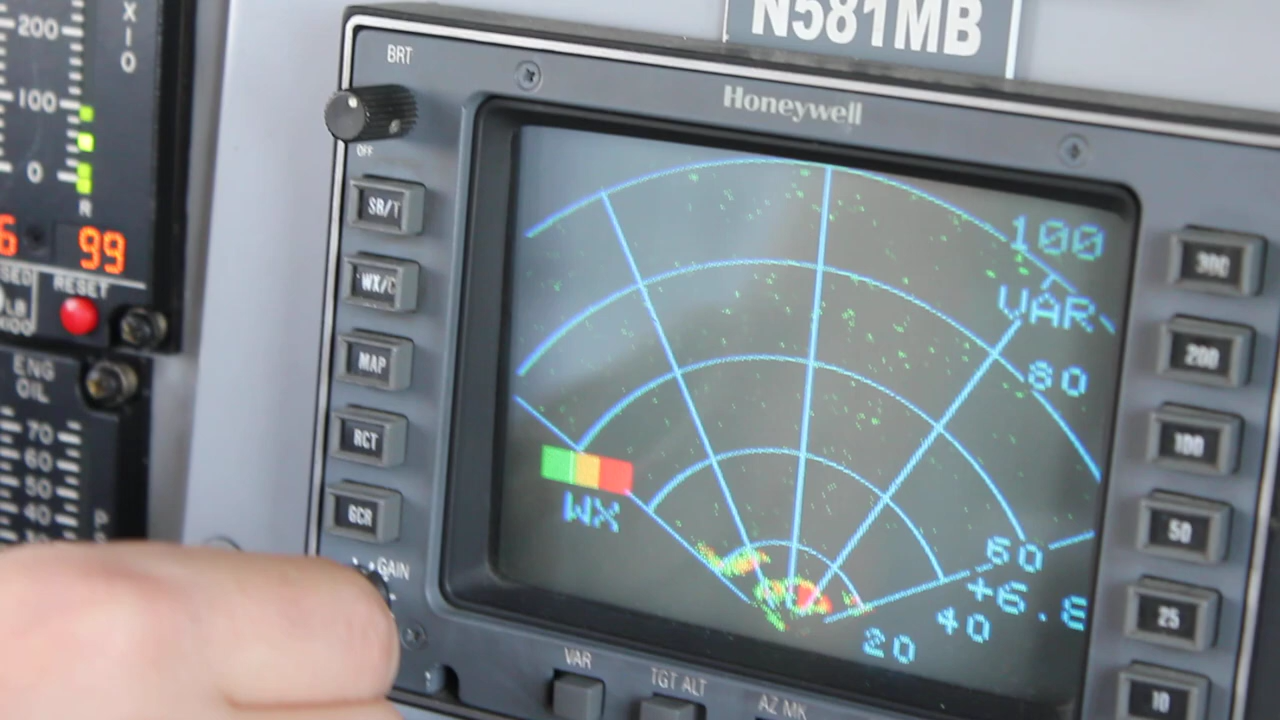 N581MB
Honeywell
BRT
OFF
SB/T
WX/C
MAP
RCT
GCR
GAIN
VAR
TGT ALT
AZ MK
100
VAR
80
60
+6.8
40
20
WX
300
200
100
50
25
10
200
100
0
X10
R
99
RESET
LB
X100
ENG
OIL
70
60
50
40